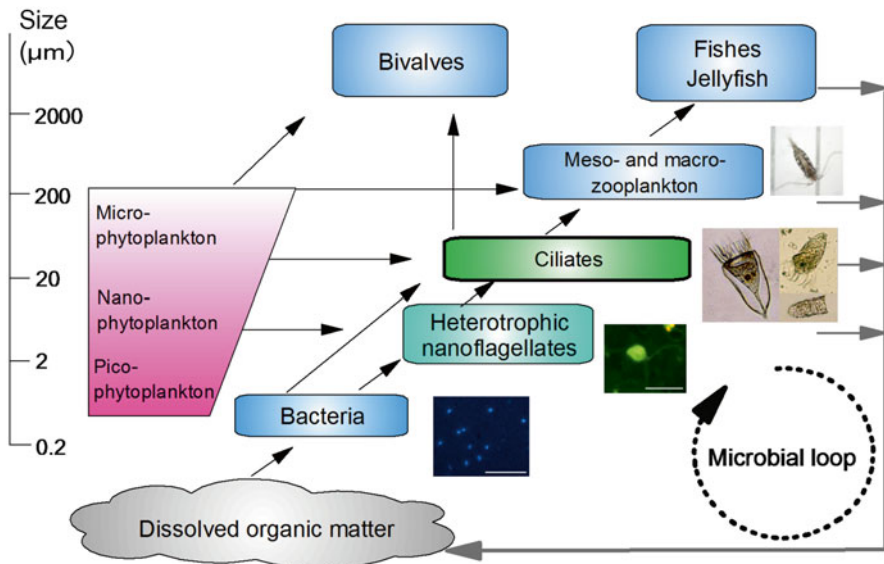 Size
(μm)
2000
200
20
2
0.2
Bivalves
Fishes
Jellyfish
Meso- and macro-
zooplankton
Micro-
phytoplankton
Nano-
phytoplankton
Pico-
phytoplankton
Ciliates
Heterotrophic
nanoflagellates
Bacteria
Microbial loop
Dissolved organic matter